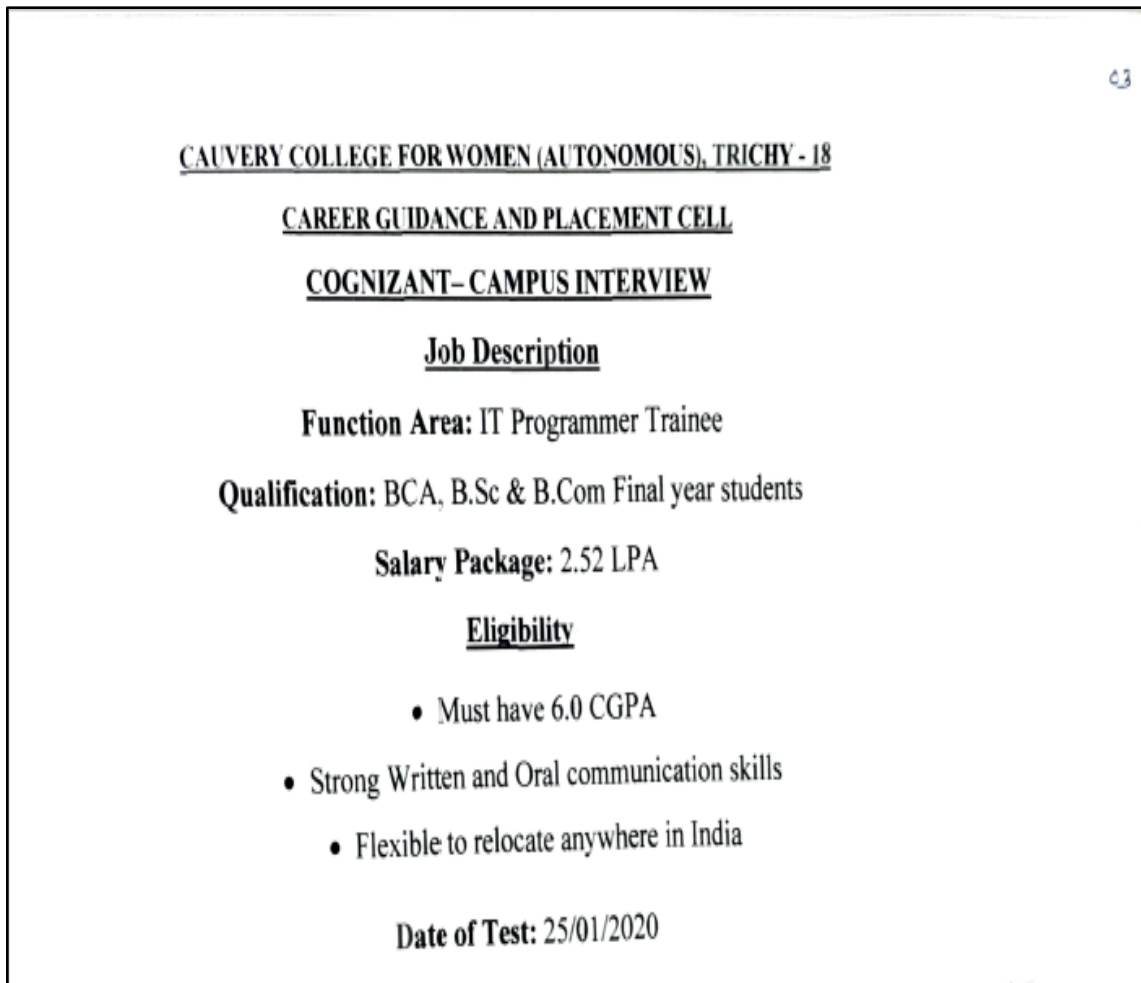 CAUVERY COLLEGE FOR WOMEN (AUTONOMOUS), TRICHY - 18
CAREER GUIDANCE AND PLACEMENT CELL
COGNIZANT– CAMPUS INTERVIEW
Job Description
Function Area: IT Programmer Trainee
Qualification: BCA, B.Sc & B.Com Final year students
Salary Package: 2.52 LPA
Eligibility
• Must have 6.0 CGPA
• Strong Written and Oral communication skills
• Flexible to relocate anywhere in India
Date of Test: 25/01/2020